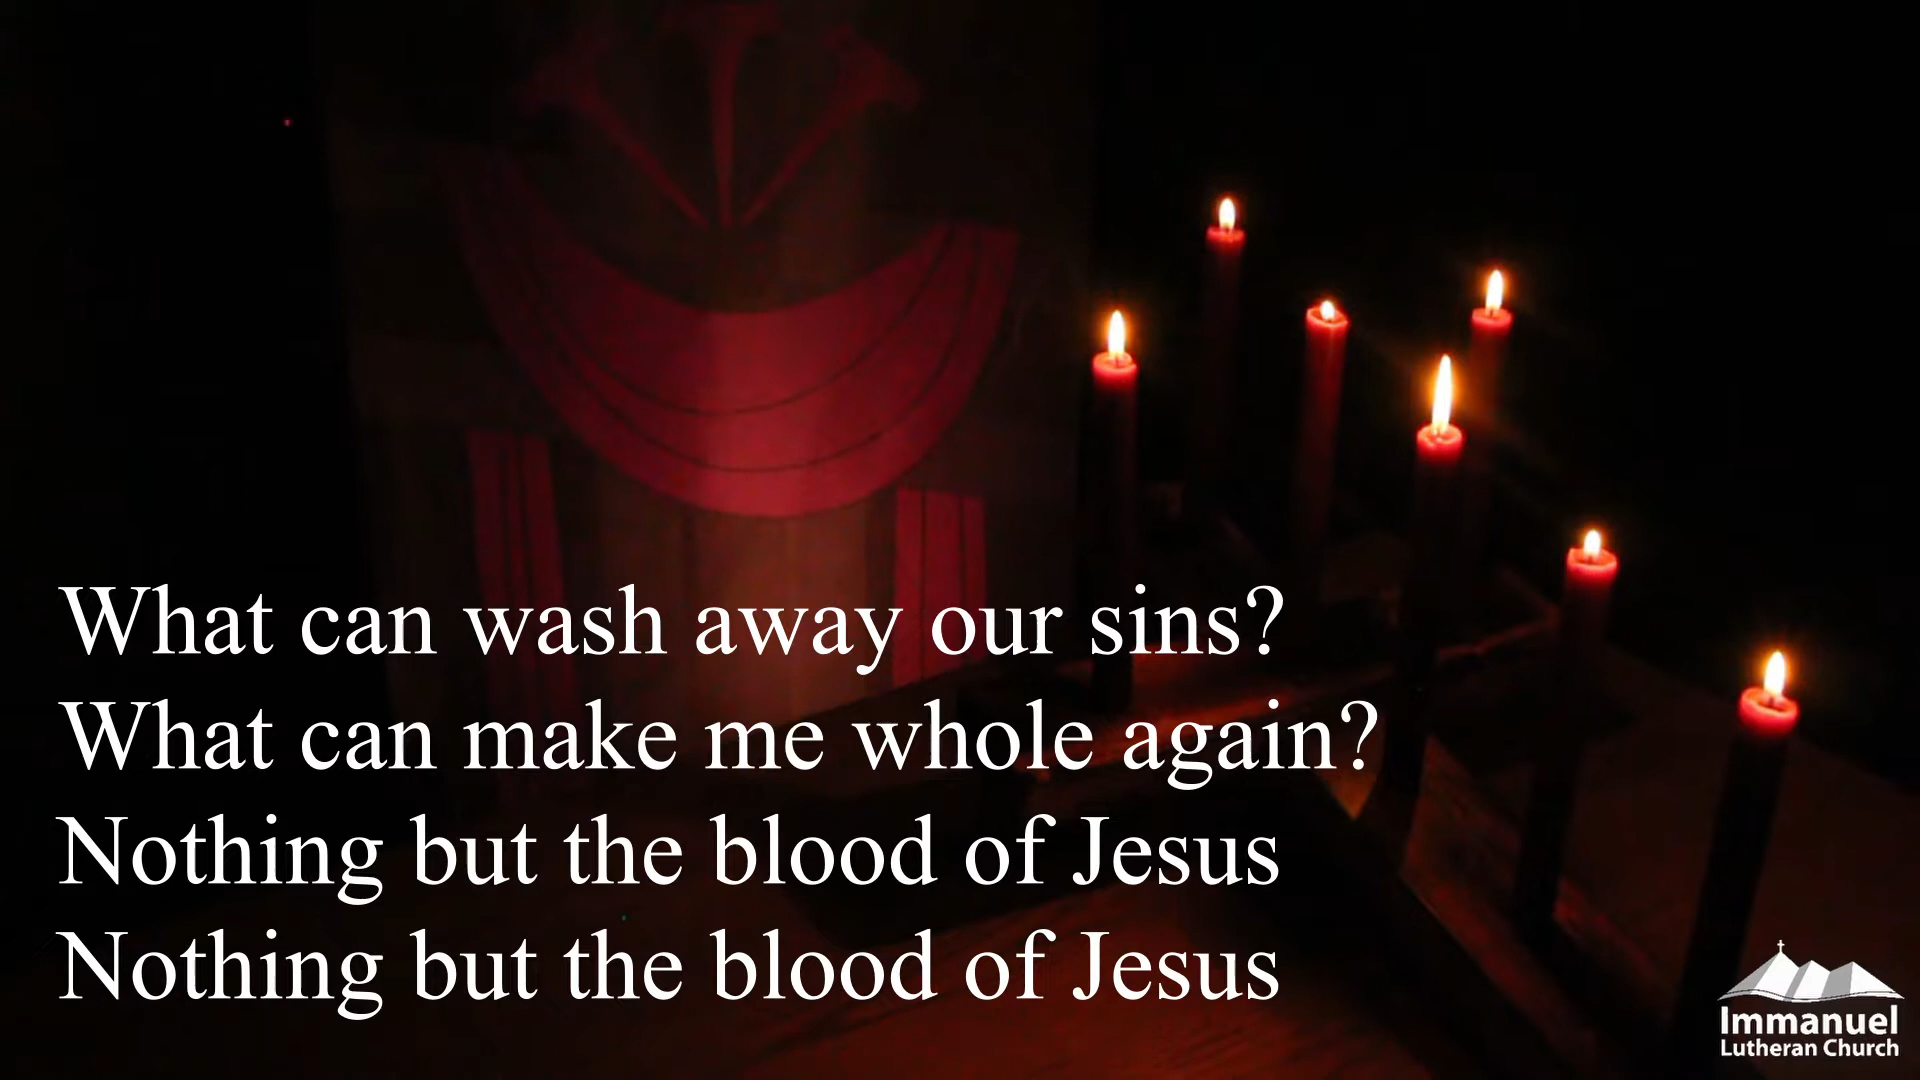 What can wash away our sins?
What can make me whole again?
Nothing but the blood of Jesus
Nothing but the blood of Jesus
Immanuel
Lutheran Church